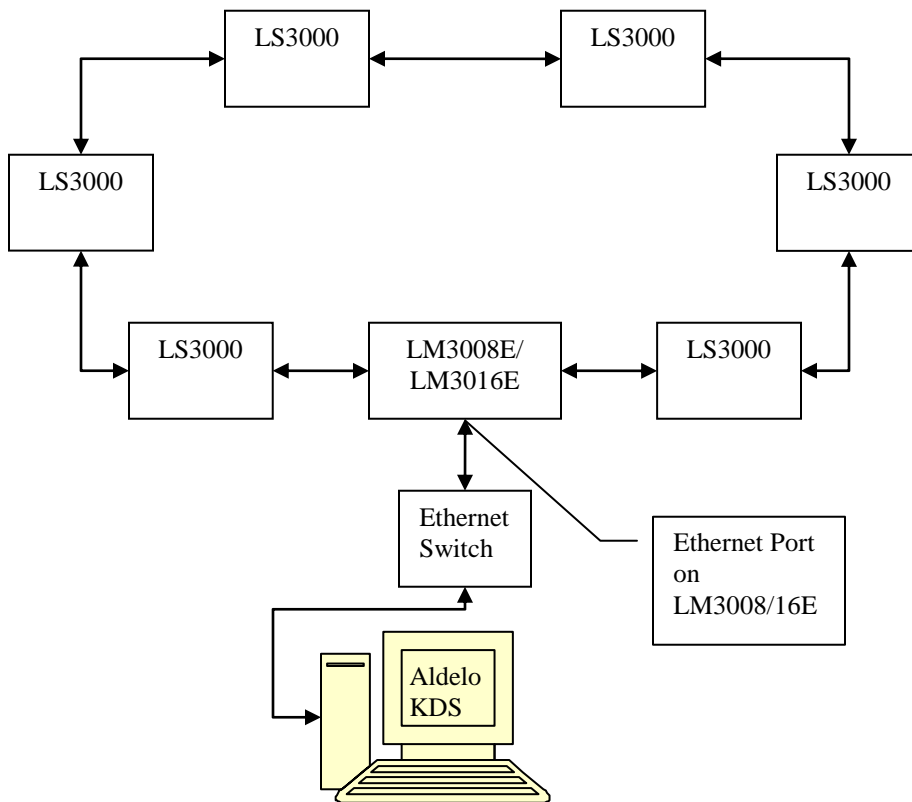 LS3000
LS3000
LS3000
LS3000
LS3000
LM3008E/
LM3016E
LS3000
Ethernet
Switch
Ethernet Port
on
LM3008/16E
Aldelo
KDS